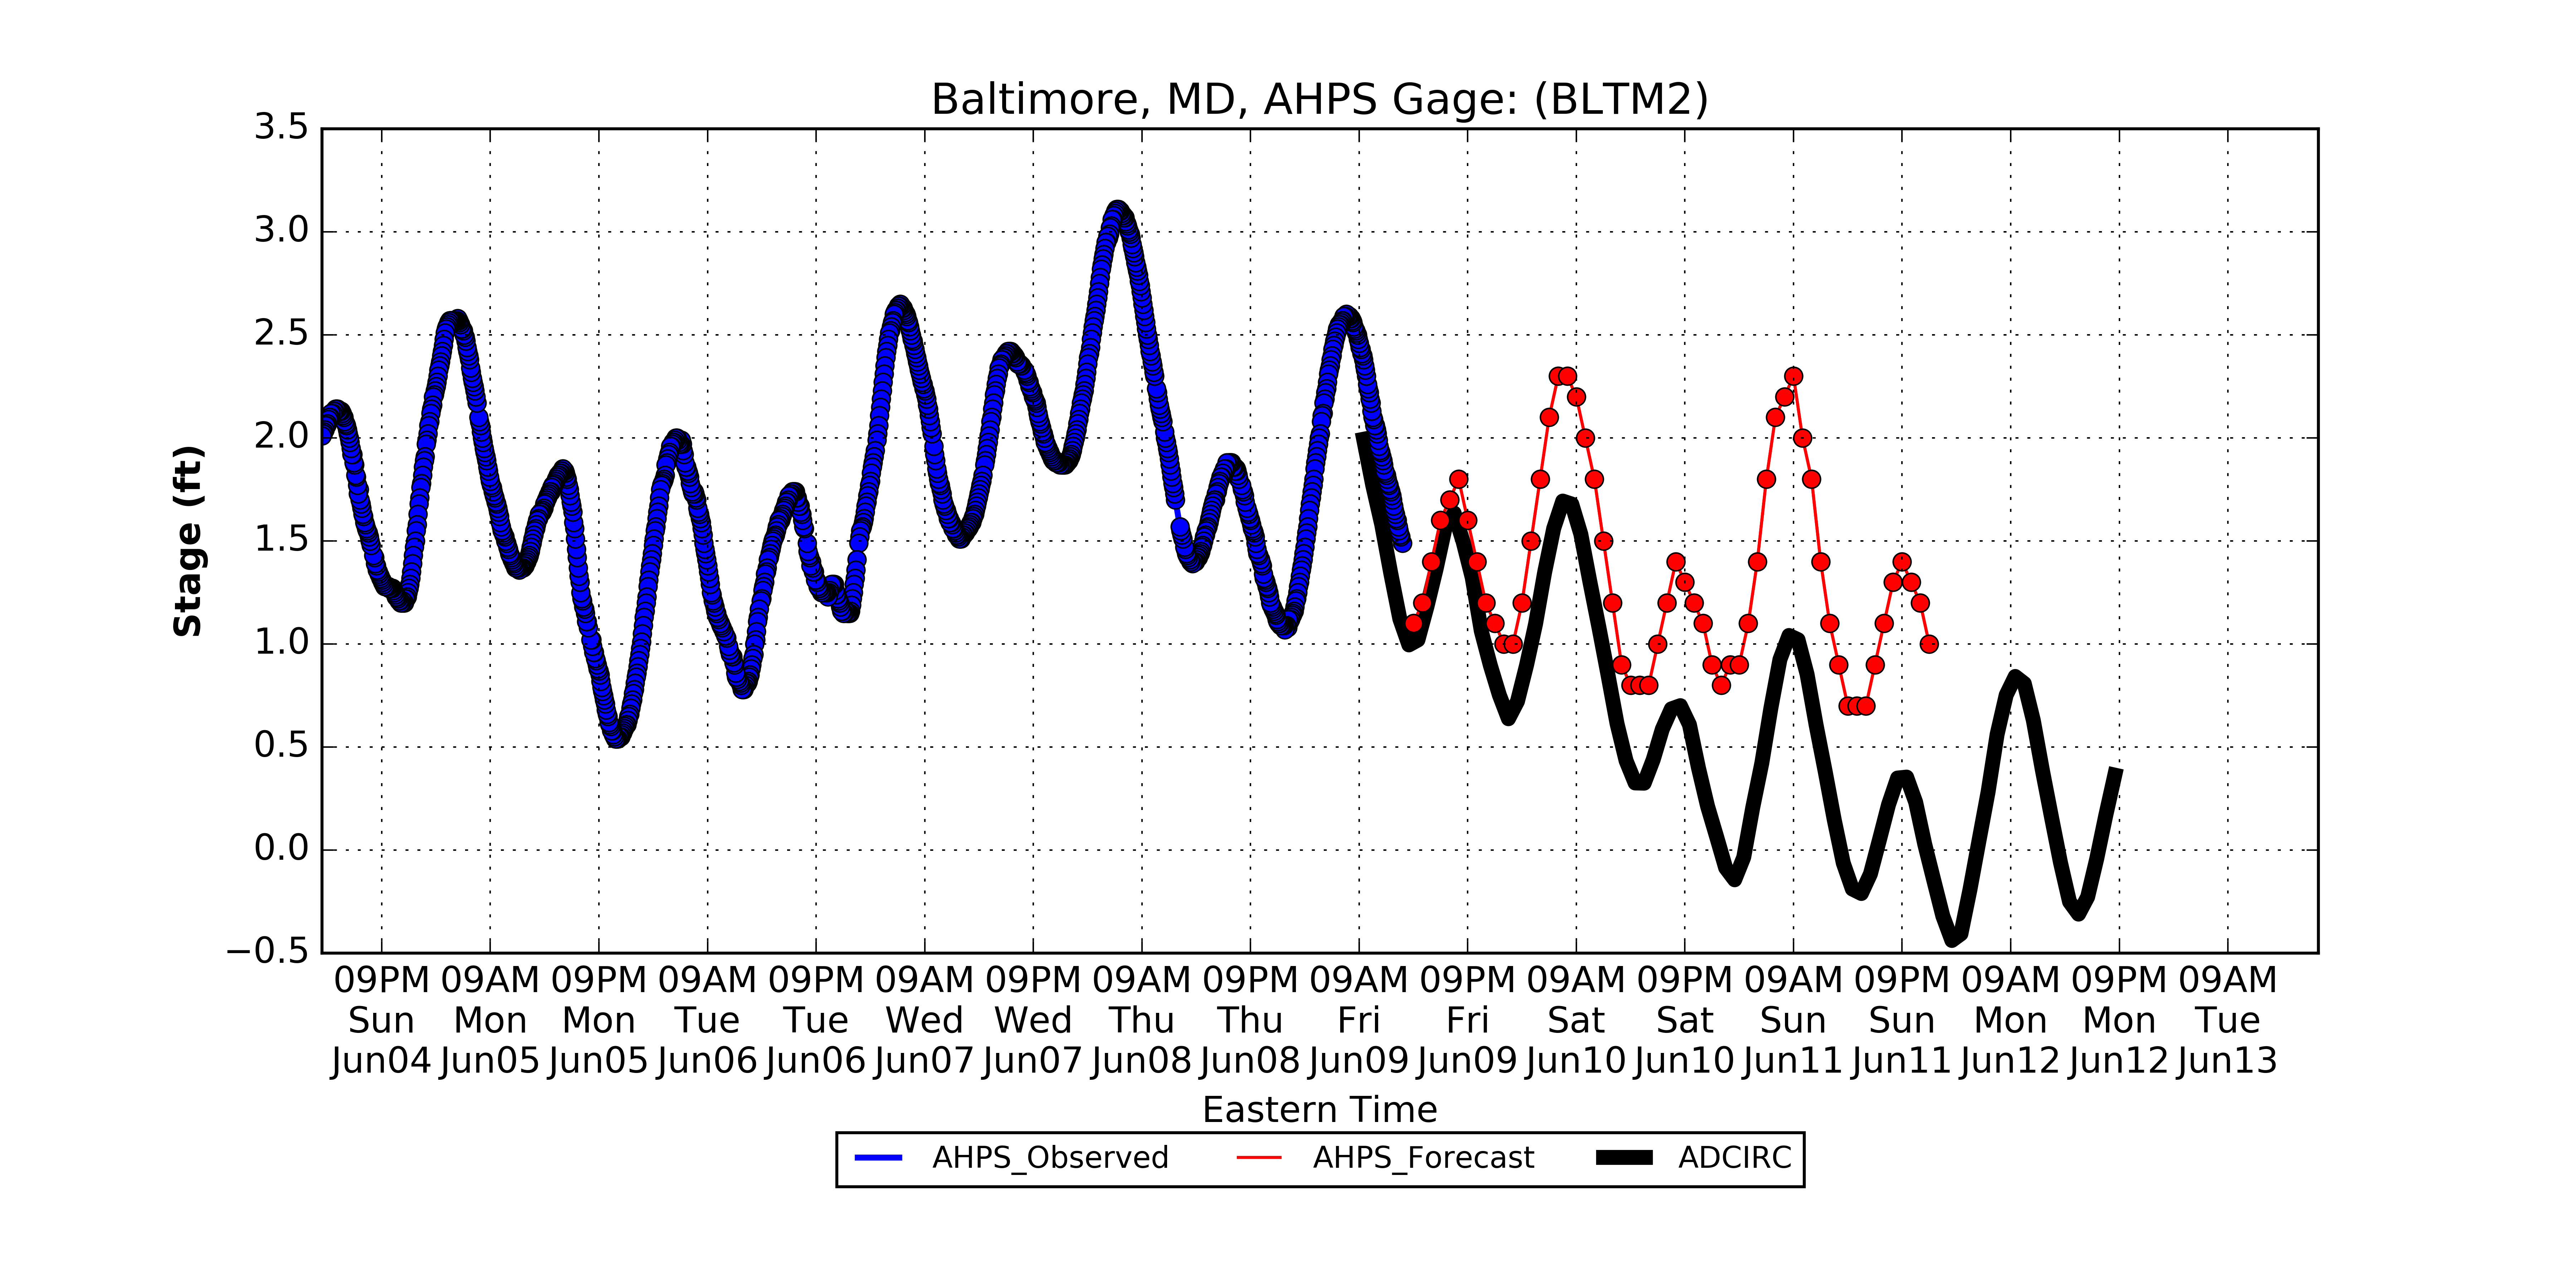 Baltimore, MD, AHPS Gage: (BLTM2)
3.5
3.0
2.5
2.0
1.5
1.0
0.5
0.0
−0.5
Stage (ft)
09PM 09AM 09PM 09AM 09PM 09AM 09PM 09AM 09PM 09AM 09PM 09AM 09PM 09AM 09PM 09AM 09PM 09AM
Sun Mon Mon Tue Tue Wed Wed Thu Thu Fri Fri Sat Sat Sun Sun Mon Mon Tue
Jun04 Jun05 Jun05 Jun06 Jun06 Jun07 Jun07 Jun08 Jun08 Jun09 Jun09 Jun10 Jun10 Jun11 Jun11 Jun12 Jun12 Jun13
Eastern Time
AHPS_Observed AHPS_Forecast ADCIRC